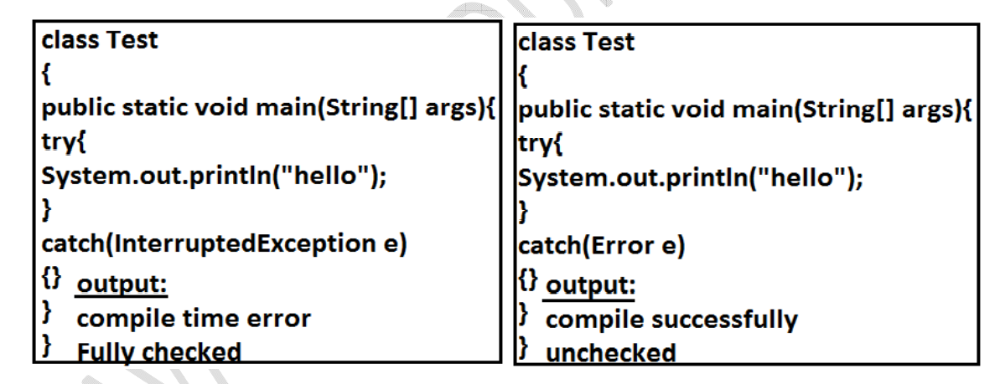 class Test
{
public static void main(String[] args){
try{
System.out.println("hello");
}
catch(InterruptedException e)
{} output:
} compile time error
} Fully checked
class Test
{
public static void main(String[] args){
try{
System.out.println("hello");
}
catch(Error e)
{} output:
} compile successfully
} unchecked